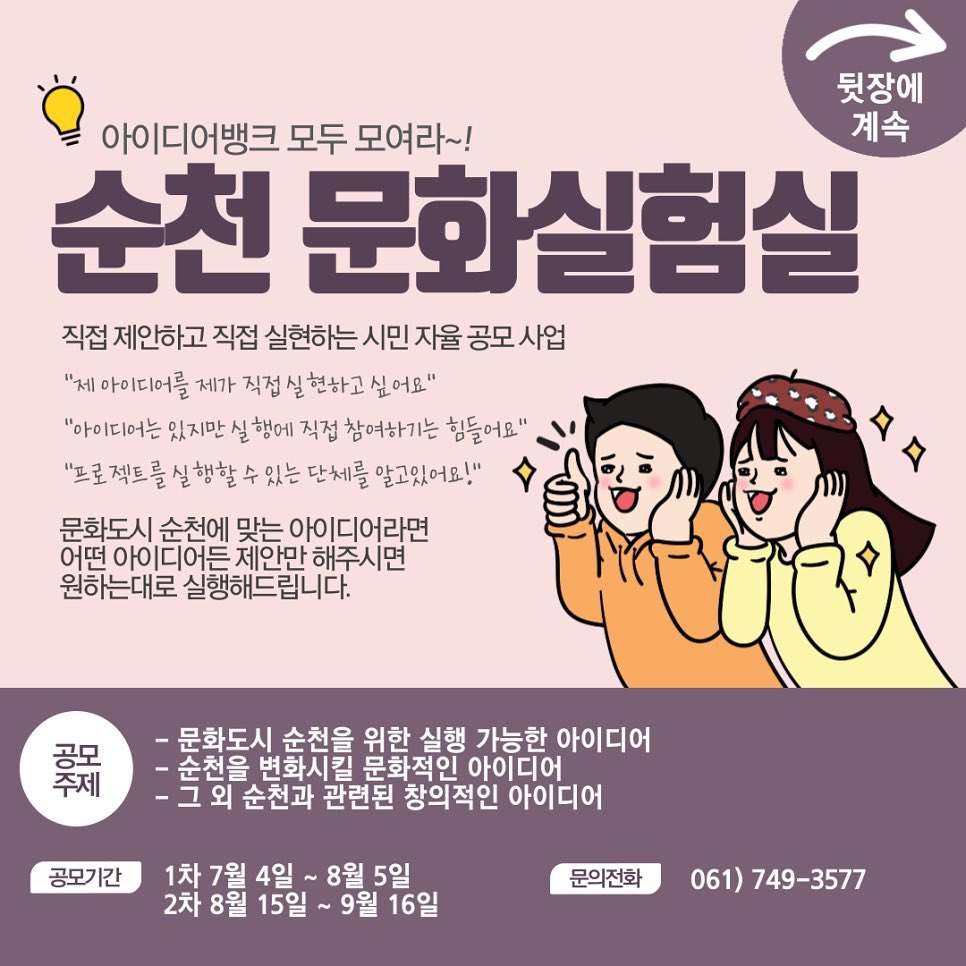 뒷장에
계속
아이디어뱅크 모두 모여라~!
순천 문화실험실
직접 제안하고 직접 실현하는 시민 자율 공모 사업
"제 아이디어를 제가 직접 실현하고 싶어요"
"아이디어는 있지만 실행에 직접 참여하기는 힘들어요"
"프로젝트를 실행할 수 있는 단체를 알고있어요!"
문화도시 순천에 맞는 아이디어라면
어떤 아이디어든 제안만 해주시면
원하는대로 실행해드립니다.
공모
주제
- 문화도시 순천을 위한 실행 가능한 아이디어
- 순천을 변화시킬 문화적인 아이디어
- 그 외 순천과 관련된 창의적인 아이디어
공모기간
1차 7월 4일 ~ 8월 5일
2차 8월 15일 ~ 9월 16일
문의전화
061) 749-3577